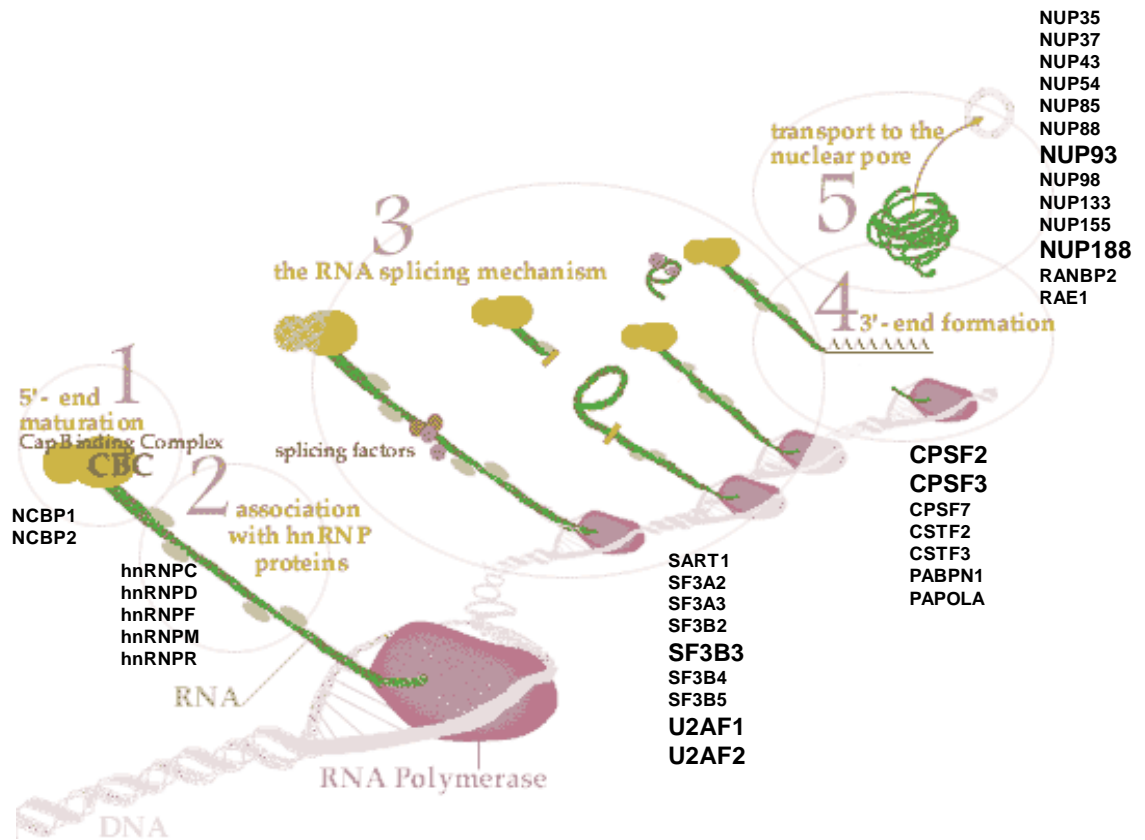 NUP35
NUP37
NUP43
NUP54
NUP85
NUP88
NUP93
NUP98
NUP133
NUP155
NUP188
RANBP2
RAE1
transport to the
nuclear pore
5
3
the RNA splicing mechanism
4
3'-end formation
AAAAAAAA
1
5'- end
maturation
CapBinding Complex
CBC
splicing factors
2
association
with hnRNP
proteins
NCBP1
NCBP2
hnRNPC
hnRNPD
hnRNPF
hnRNPM
hnRNPR
RNA
CPSF2
CPSF3
CPSF7
CSTF2
CSTF3
PABPN1
PAPOLA
SART1
SF3A2
SF3A3
SF3B2
SF3B3
SF3B4
SF3B5
U2AF1
U2AF2
RNA Polymerase
DNA